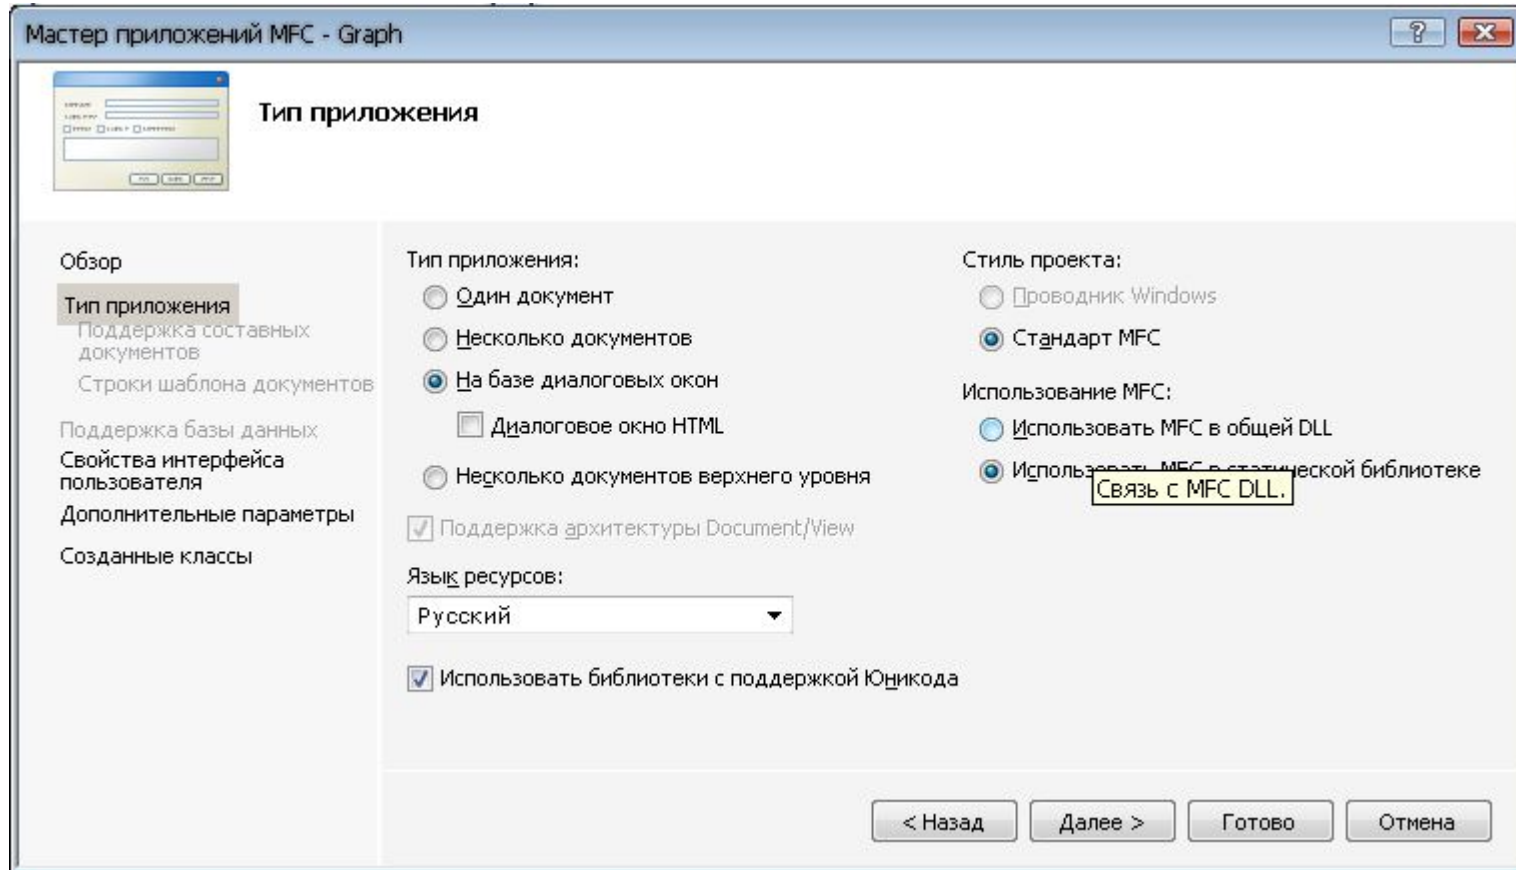 Мастер приложений MFC - Graph
Тип приложения
Обзор
Тип приложения
Поддержка составных
документов
Строки шаблона документов
Поддержка базы данных
Свойства интерфейса
пользователя
Дополнительные параметры
Созданные классы
Тип приложения:
Один документ
Несколько документов
На базе диалоговых окон
Диалоговое окно HTML
Несколько документов верхнего уровня
Поддержка архитектуры Document/View
Язык ресурсов:
Русский
Использовать библиотеки с поддержкой Юникода
Стиль проекта:
Проводник Windows
Стандарт MFC
Использование MFC:
Использовать MFC в общей DLL
Использовать MFC в статической библиотеке
Связь с MFC DLL.
< Назад
Далее >
Готово
Отмена